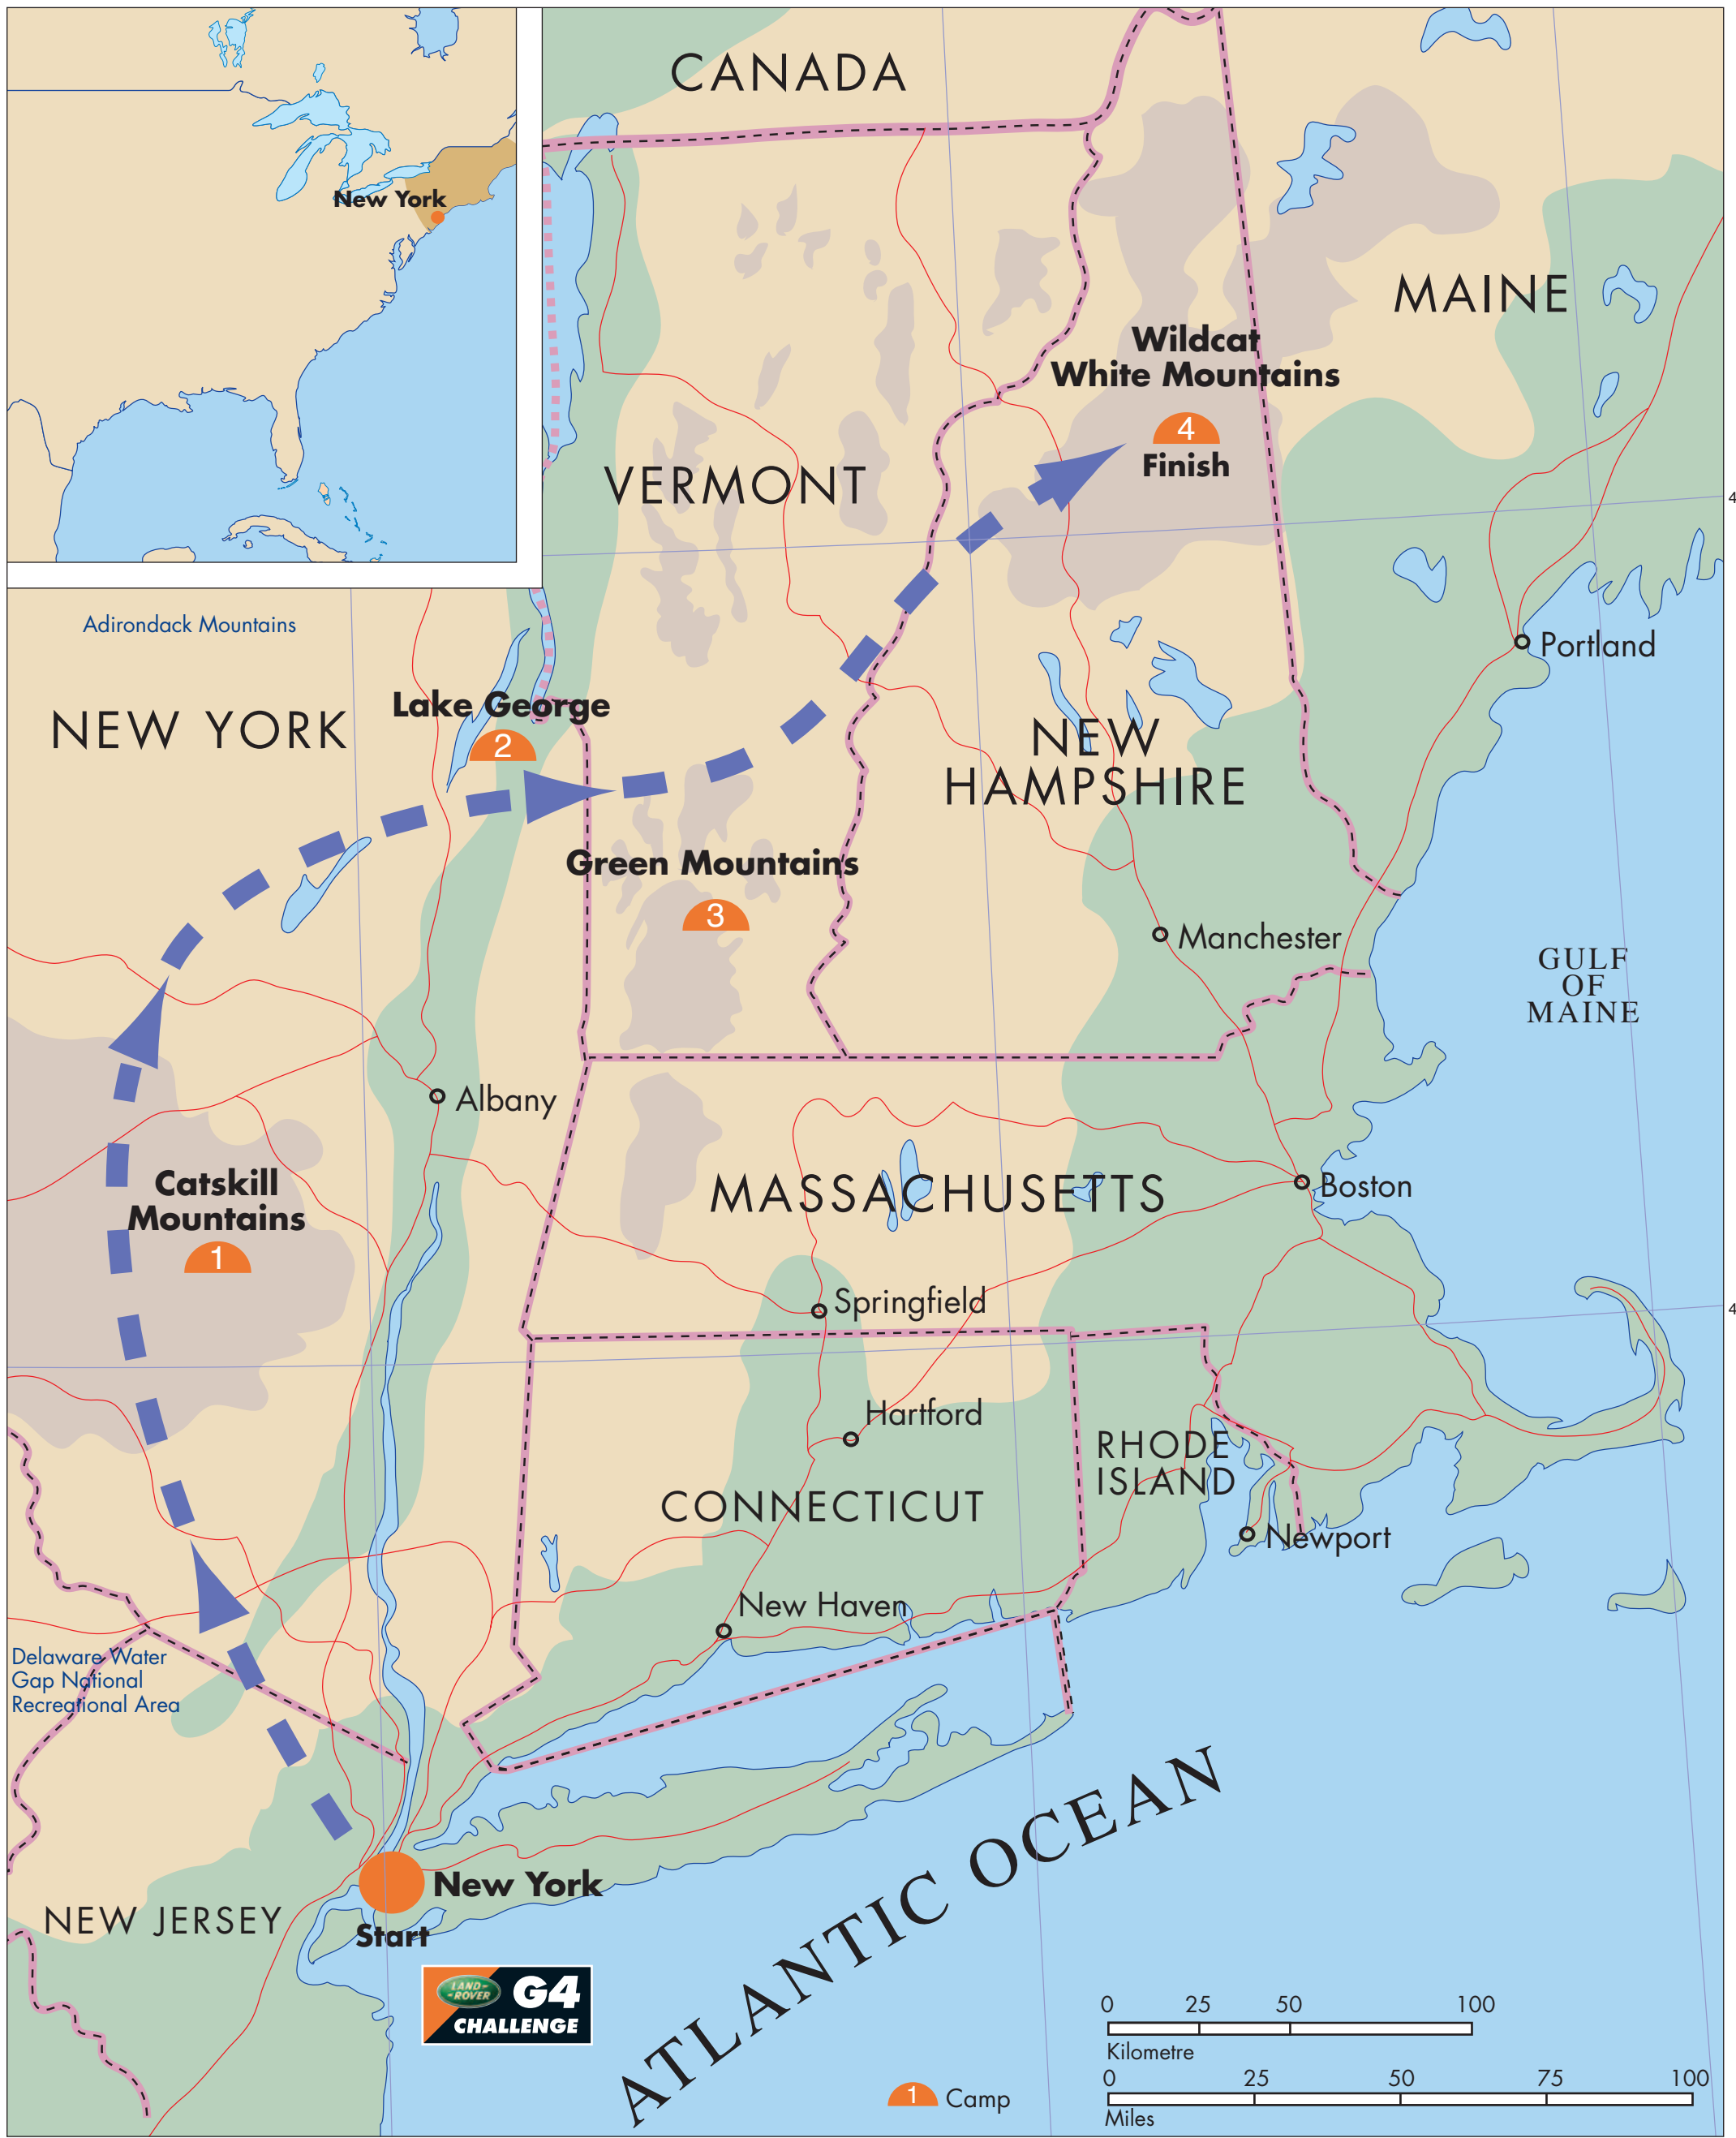 New York
CANADA
MAINE
Wildcat
White Mountains
4
Finish
VERMONT
4
Adirondack Mountains
Portland
Lake George
2
NEW YORK
NEW
HAMPSHIRE
Green Mountains
3
Manchester
GULF
OF
MAINE
Albany
Catskill
Mountains
1
MASSACHUSETTS
Boston
Springfield
4
Hartford
RHODE
ISLAND
CONNECTICUT
Newport
New Haven
Delaware Water
Gap National
Recreational Area
ATLANTIC OCEAN
New York
Start
NEW JERSEY
LAND-
-ROVER
G4
CHALLENGE
0 25 50 100
Kilometre
0 25 50 75 100
Miles
1 Camp